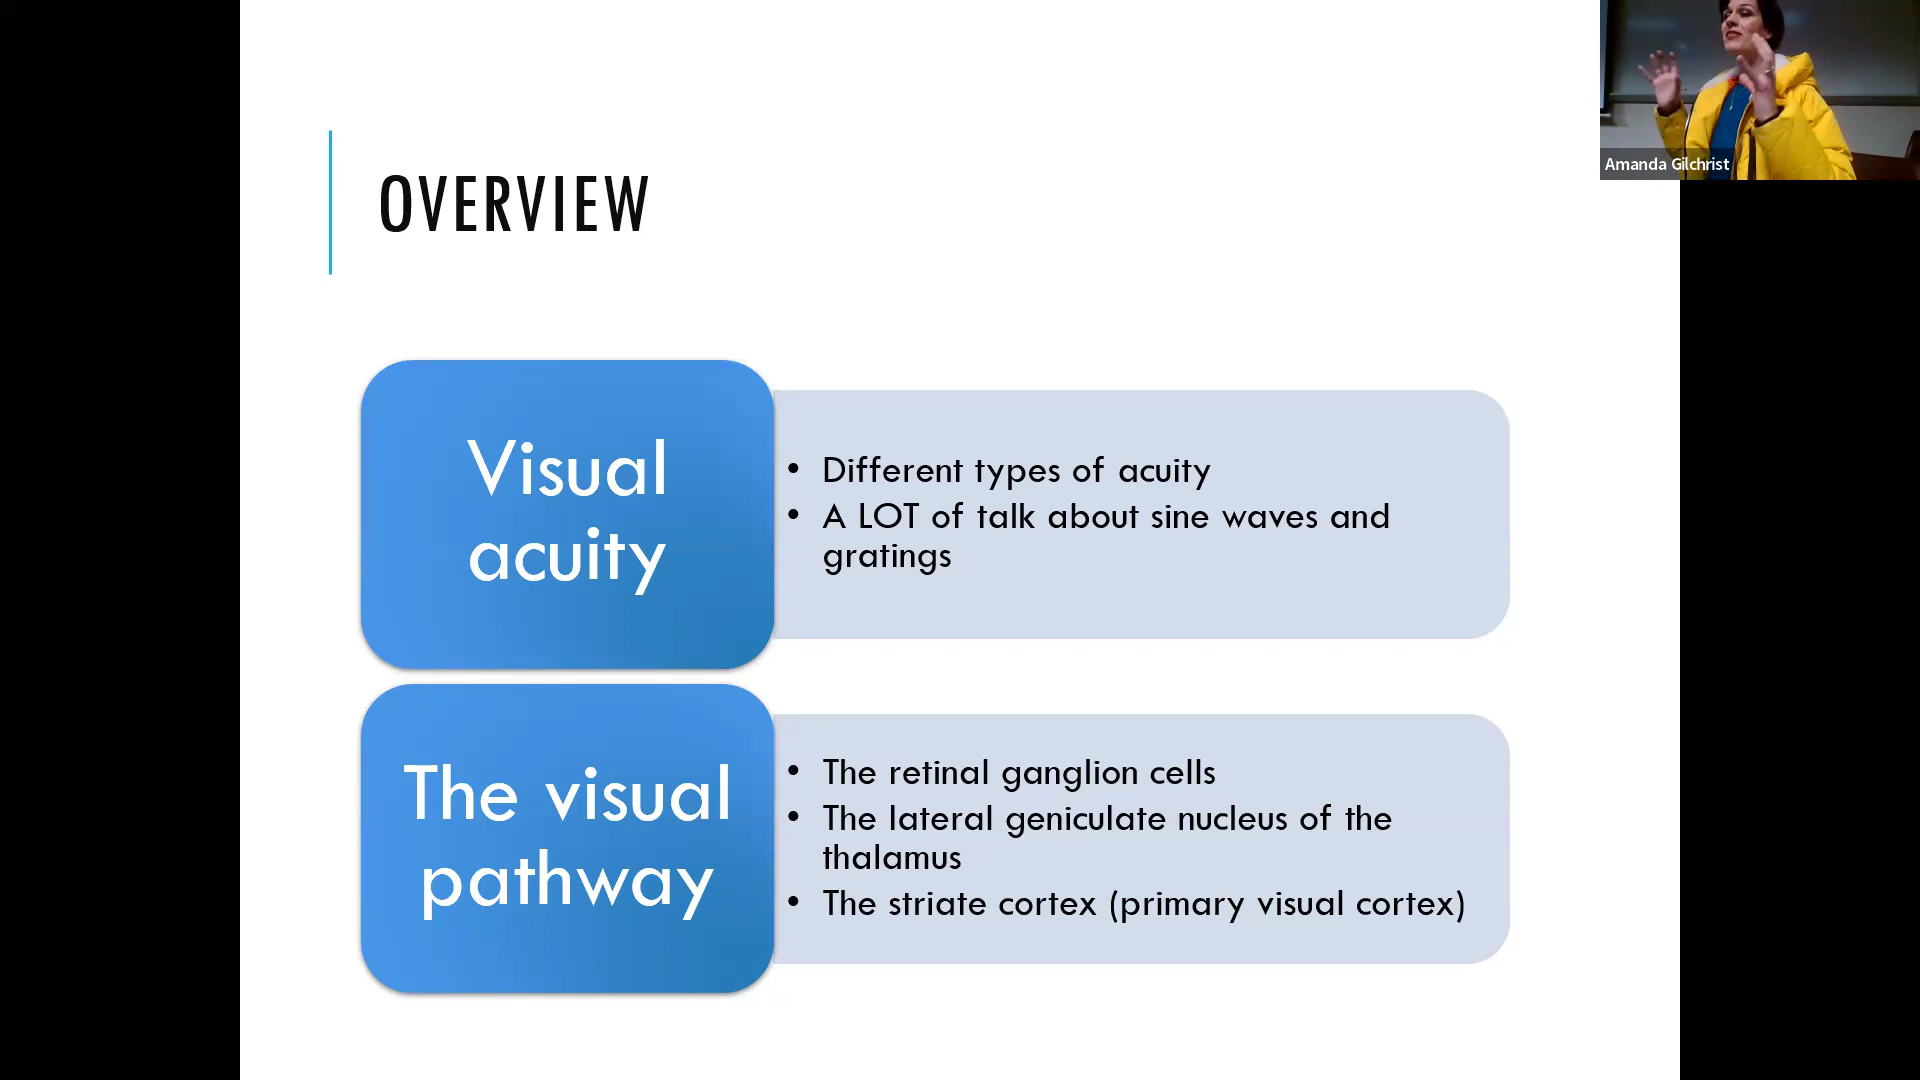 OVERVIEW
Amanda Gilchrist
Visual
acuity
• Different types of acuity
• A LOT of talk about sine waves and
gratings
The visual
pathway
• The retinal ganglion cells
• The lateral geniculate nucleus of the
thalamus
• The striate cortex (primary visual cortex)